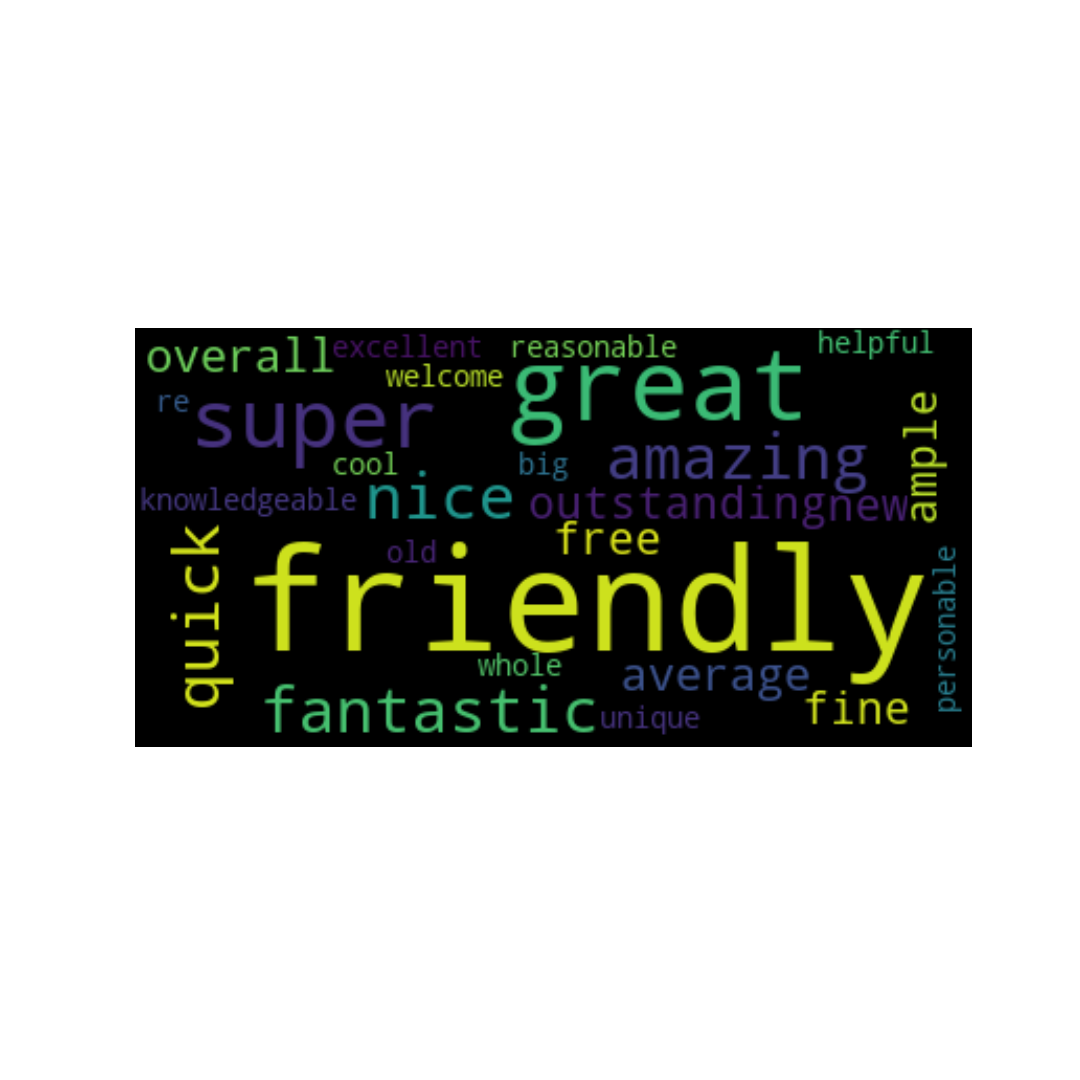 overall
excellent
reasonable
helpful
welcome
great
re
super
ample
cool
big
amazing
knowledgeable
nice
outstanding
new
quick
old
free
friendly
personable
whole
average
fantastic
unique
fine